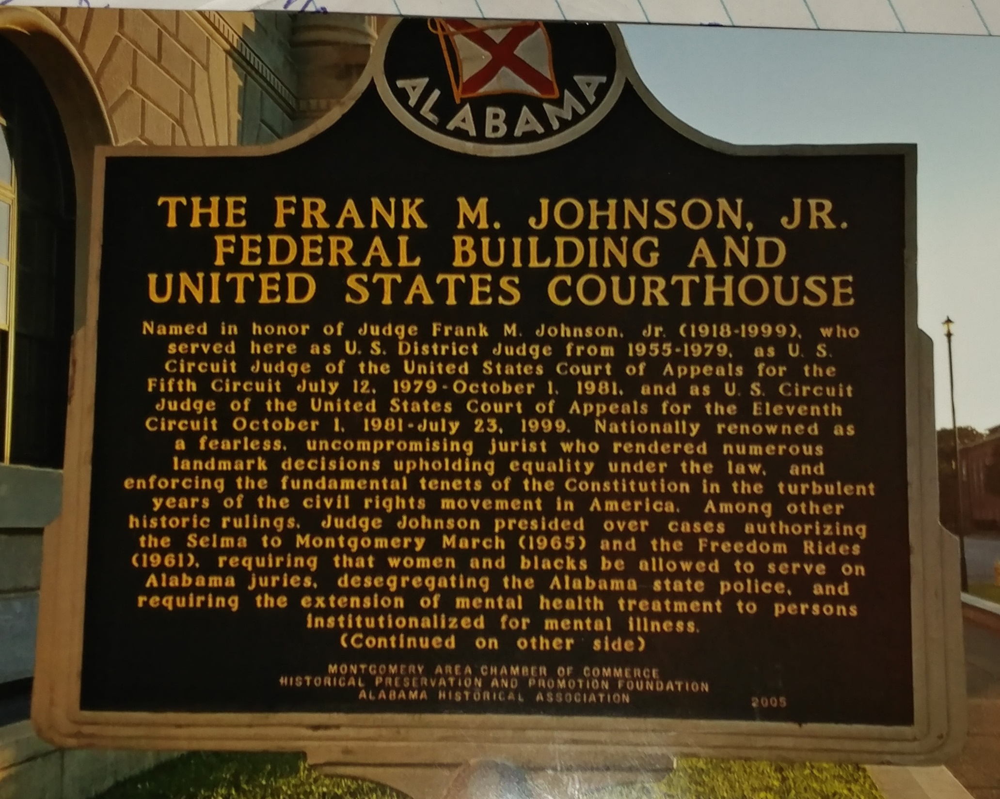 ALABAMA
THE FRANK M. JOHNSON, JR.
FEDERAL BUILDING AND
UNITED STATES COURTHOUSE
Named in honor of Judge Frank M. Johnson, Jr. (1918-1999), who
served here as U. S. District Judge from 1955-1979, as U. S.
Circuit Judge of the United States Court of Appeals for the
Fifth Circuit July 12, 1979-October 1, 1981, and as U. S. Circuit
Judge of the United States Court of Appeals for the Eleventh
Circuit October 1, 1981-July 23, 1999. Nationally renowned as
a fearless, uncompromising jurist who rendered numerous
landmark decisions upholding equality under the law, and
enforcing the fundamental tenets of the Constitution in the turbulent
years of the civil rights movement in America. Among other
historic rulings, Judge Johnson presided over cases authorizing
the Selma to Montgomery March (1965) and the Freedom Rides
(1961), requiring that women and blacks be allowed to serve on
Alabama juries, desegregating the Alabama state police, and
requiring the extension of mental health treatment to persons
institutionalized for mental illness.
(Continued on other side)
MONTGOMERY AREA CHAMBER OF COMMERCE
HISTORICAL PRESERVATION AND PROMOTION FOUNDATION
ALABAMA HISTORICAL ASSOCIATION 2005